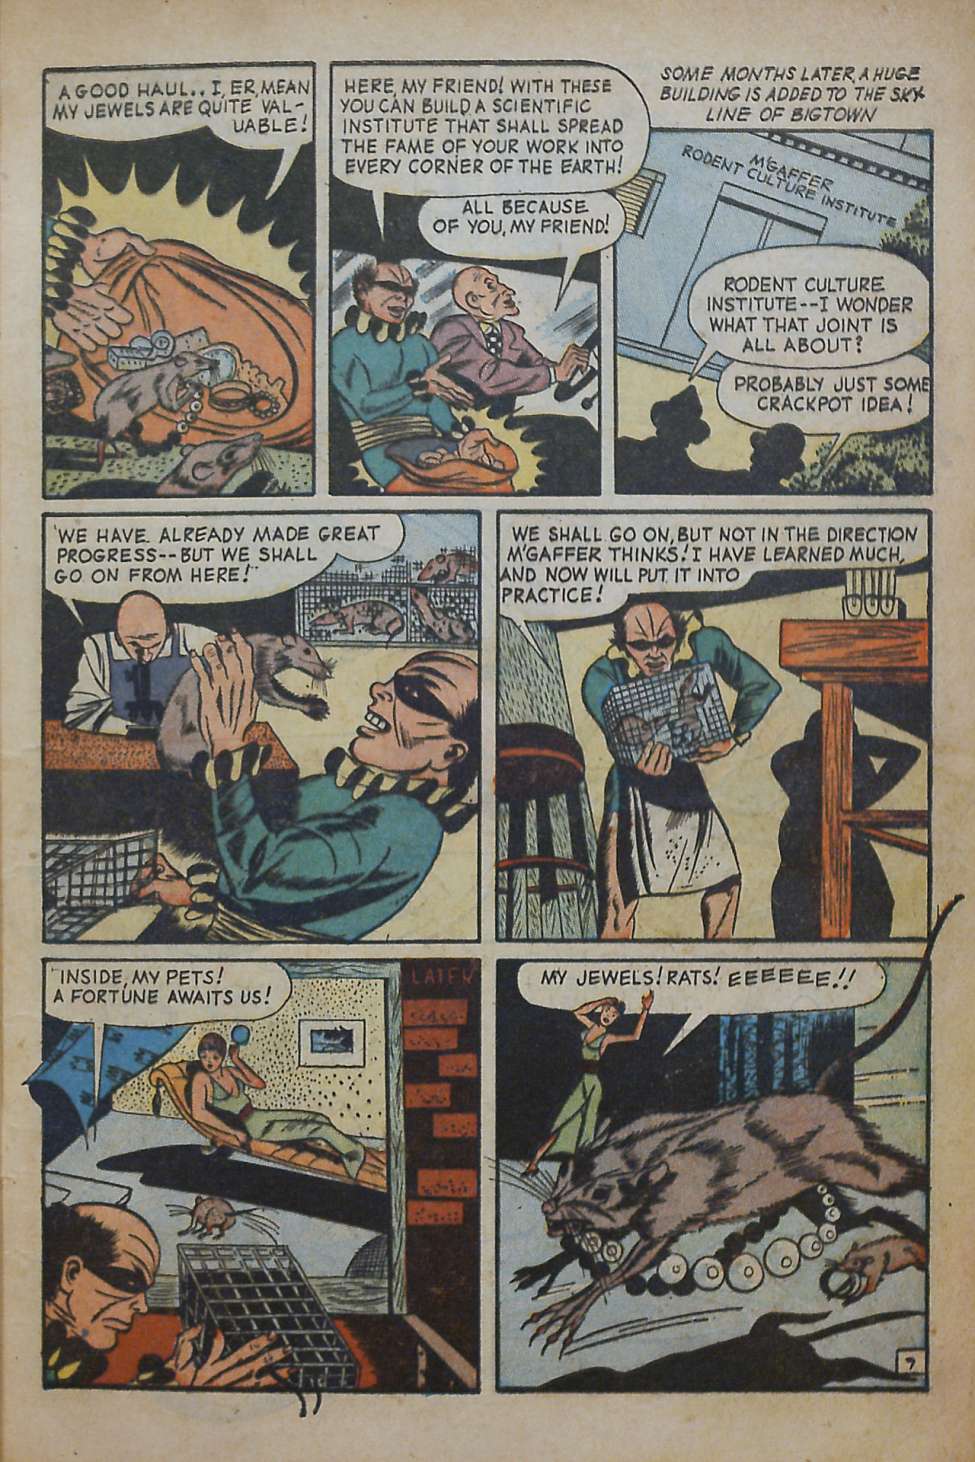 A GOOD HAUL.. I, ER, MEAN
MY JEWELS ARE QUITE VAL-
UABLE!
HERE, MY FRIEND! WITH THESE
YOU CAN BUILD A SCIENTIFIC
INSTITUTE THAT SHALL SPREAD
THE FAME OF YOUR WORK INTO
EVERY CORNER OF THE EARTH!
ALL BECAUSE
OF YOU, MY FRIEND!
SOME MONTHS LATER, A HUGE
BUILDING IS ADDED TO THE SKY-
LINE OF BIGTOWN
M'GAFFER
RODENT CULTURE INSTITUTE
RODENT CULTURE
INSTITUTE--I WONDER
WHAT THAT JOINT IS
ALL ABOUT?
PROBABLY JUST SOME
CRACKPOT IDEA!
"WE HAVE ALREADY MADE GREAT
PROGRESS--BUT WE SHALL
GO ON FROM HERE!"
WE SHALL GO ON, BUT NOT IN THE DIRECTION
M'GAFFER THINKS! I HAVE LEARNED MUCH,
AND NOW WILL PUT IT INTO
PRACTICE!
"INSIDE, MY PETS!
A FORTUNE AWAITS US!
LATER
MY JEWELS! RATS! EEEEEEE!!
7